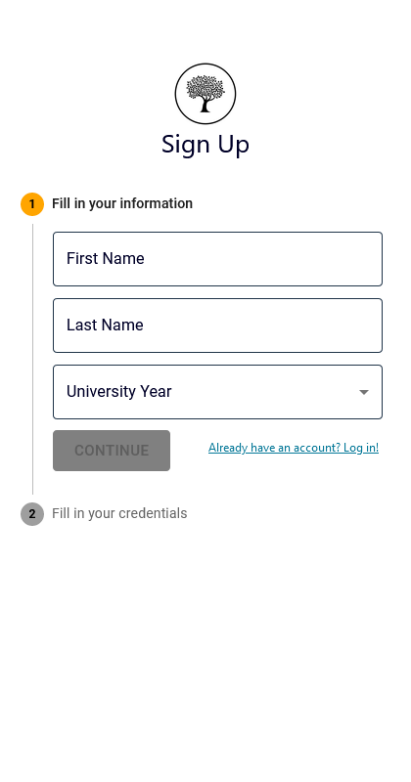 Sign Up
1 Fill in your information
First Name
Last Name
University Year
CONTINUE Already have an account? Log in!
2 Fill in your credentials